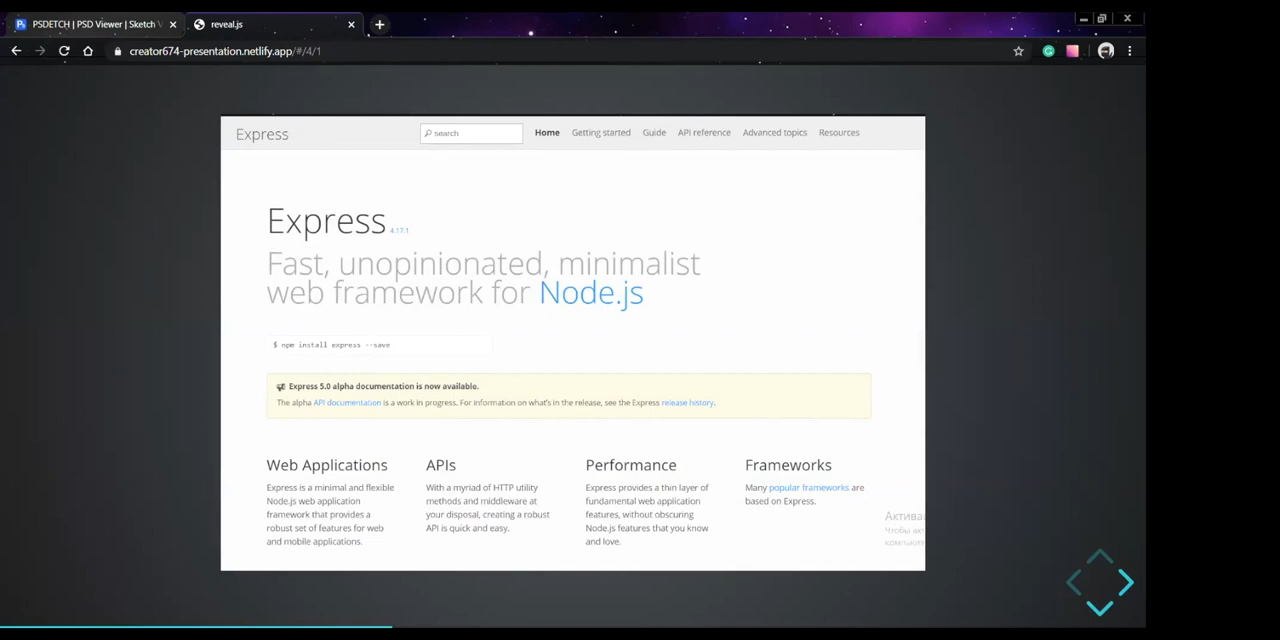 PSDETCH | PSD Viewer | Sketch
reveal.js
creator674-presentation.netlify.app/#/4/1
Express
search
Home Getting started Guide API reference Advanced topics Resources
Express 4.17.1
Fast, unopinionated, minimalist
web framework for Node.js
$ npm install express --save
Express 5.0 alpha documentation is now available.
The alpha API documentation is a work in progress. For information on what's in the release, see the Express release history.
Web Applications
Express is a minimal and flexible
Node.js web application
framework that provides a
robust set of features for web
and mobile applications.
APIs
With a myriad of HTTP utility
methods and middleware at
your disposal, creating a robust
API is quick and easy.
Performance
Express provides a thin layer of
fundamental web application
features, without obscuring
Node.js features that you know
and love.
Frameworks
Many popular frameworks are
based on Express.
Актива
Чтобы ак
компью